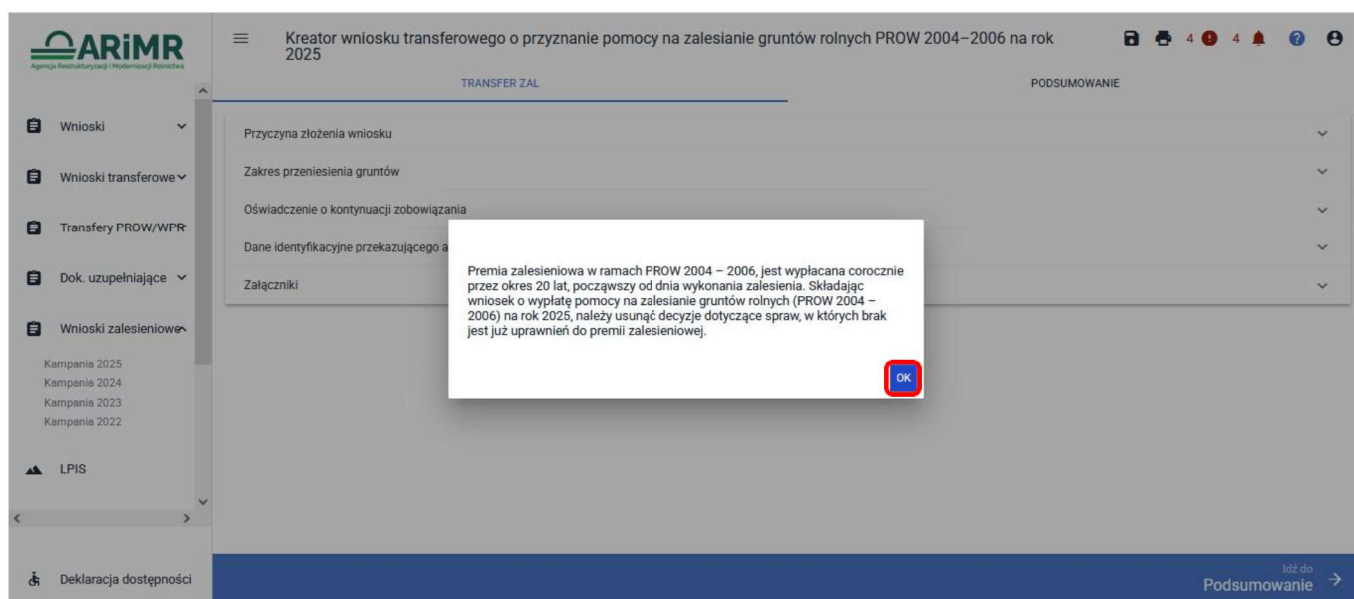 ARiMR
Agencja Restrukturyzacji i Modernizacji Rolnictwa
Kreator wniosku transferowego o przyznanie pomocy na zalesianie gruntów rolnych PROW 2004–2006 na rok
2025
4 4
TRANSFER ZAL
PODSUMOWANIE
Wnioski
Wnioski transferowe
Transfery PROW/WPR
Dok. uzupełniające
Wnioski zalesieniowe
Kampania 2025
Kampania 2024
Kampania 2023
Kampania 2022
LPIS
Deklaracja dostępności
Przyczyna złożenia wniosku
Zakres przeniesienia gruntów
Oświadczenie o kontynuacji zobowiązania
Dane identyfikacyjne przekazującego a
Załączniki
Premia zalesieniowa w ramach PROW 2004 – 2006, jest wypłacana corocznie
przez okres 20 lat, począwszy od dnia wykonania zalesienia. Składając
wniosek o wypłatę pomocy na zalesianie gruntów rolnych (PROW 2004 –
2006) na rok 2025, należy usunąć decyzje dotyczące spraw, w których brak
jest już uprawnień do premii zalesieniowej.
OK
Idź do
Podsumowanie